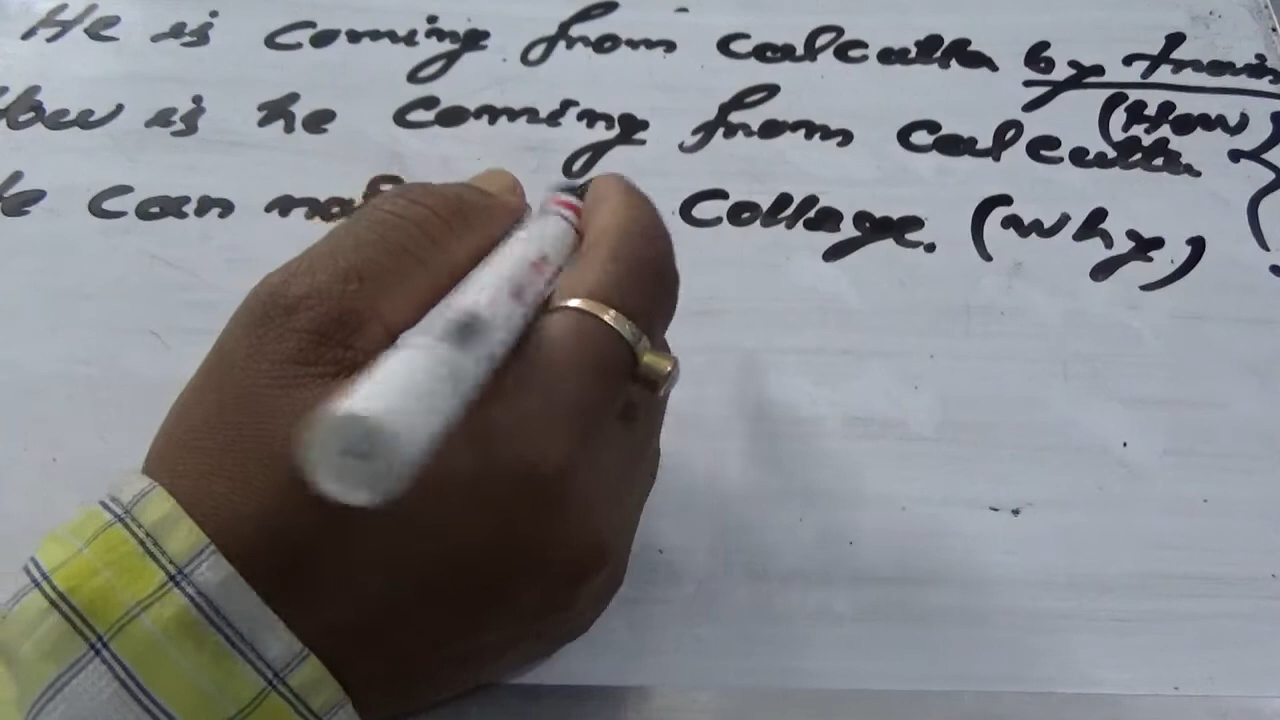 He is coming from calcutta by train
How is he coming from calcutta (How)
He can not College. (why)